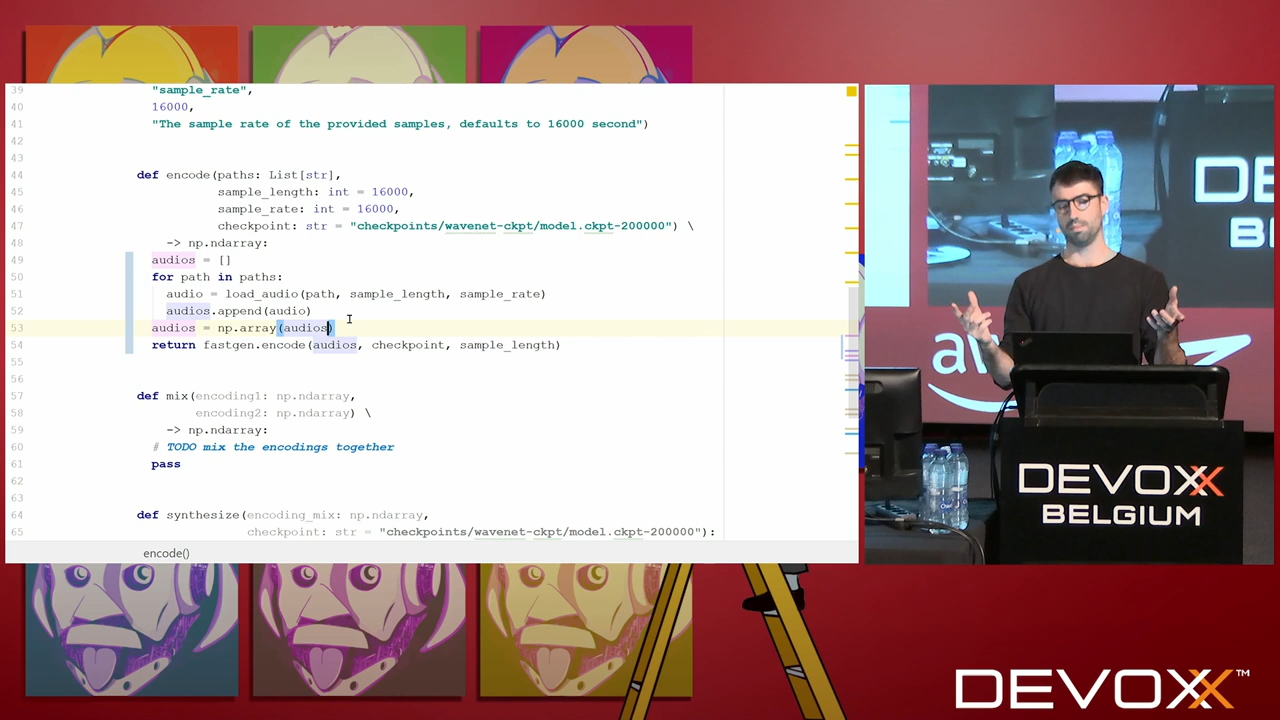 39 "sample_rate",
40 16000,
41 "The sample rate of the provided samples, defaults to 16000 second")
42
43
44 def encode(paths: List[str],
45 sample_length: int = 16000,
46 sample_rate: int = 16000,
47 checkpoint: str = "checkpoints/wavenet-ckpt/model.ckpt-200000") \
48 -> np.ndarray:
49 audios = []
50 for path in paths:
51 audio = load_audio(path, sample_length, sample_rate)
52 audios.append(audio)
53 audios = np.array(audios)
54 return fastgen.encode(audios, checkpoint, sample_length)
55
56
57 def mix(encoding1: np.ndarray,
58 encoding2: np.ndarray) \
59 -> np.ndarray:
60 # TODO mix the encodings together
61 pass
62
63
64 def synthesize(encoding_mix: np.ndarray,
65 checkpoint: str = "checkpoints/wavenet-ckpt/model.ckpt-200000"):
encode()
DE
B
aw
DEVOXX
BELGIUM
DEVOXX™